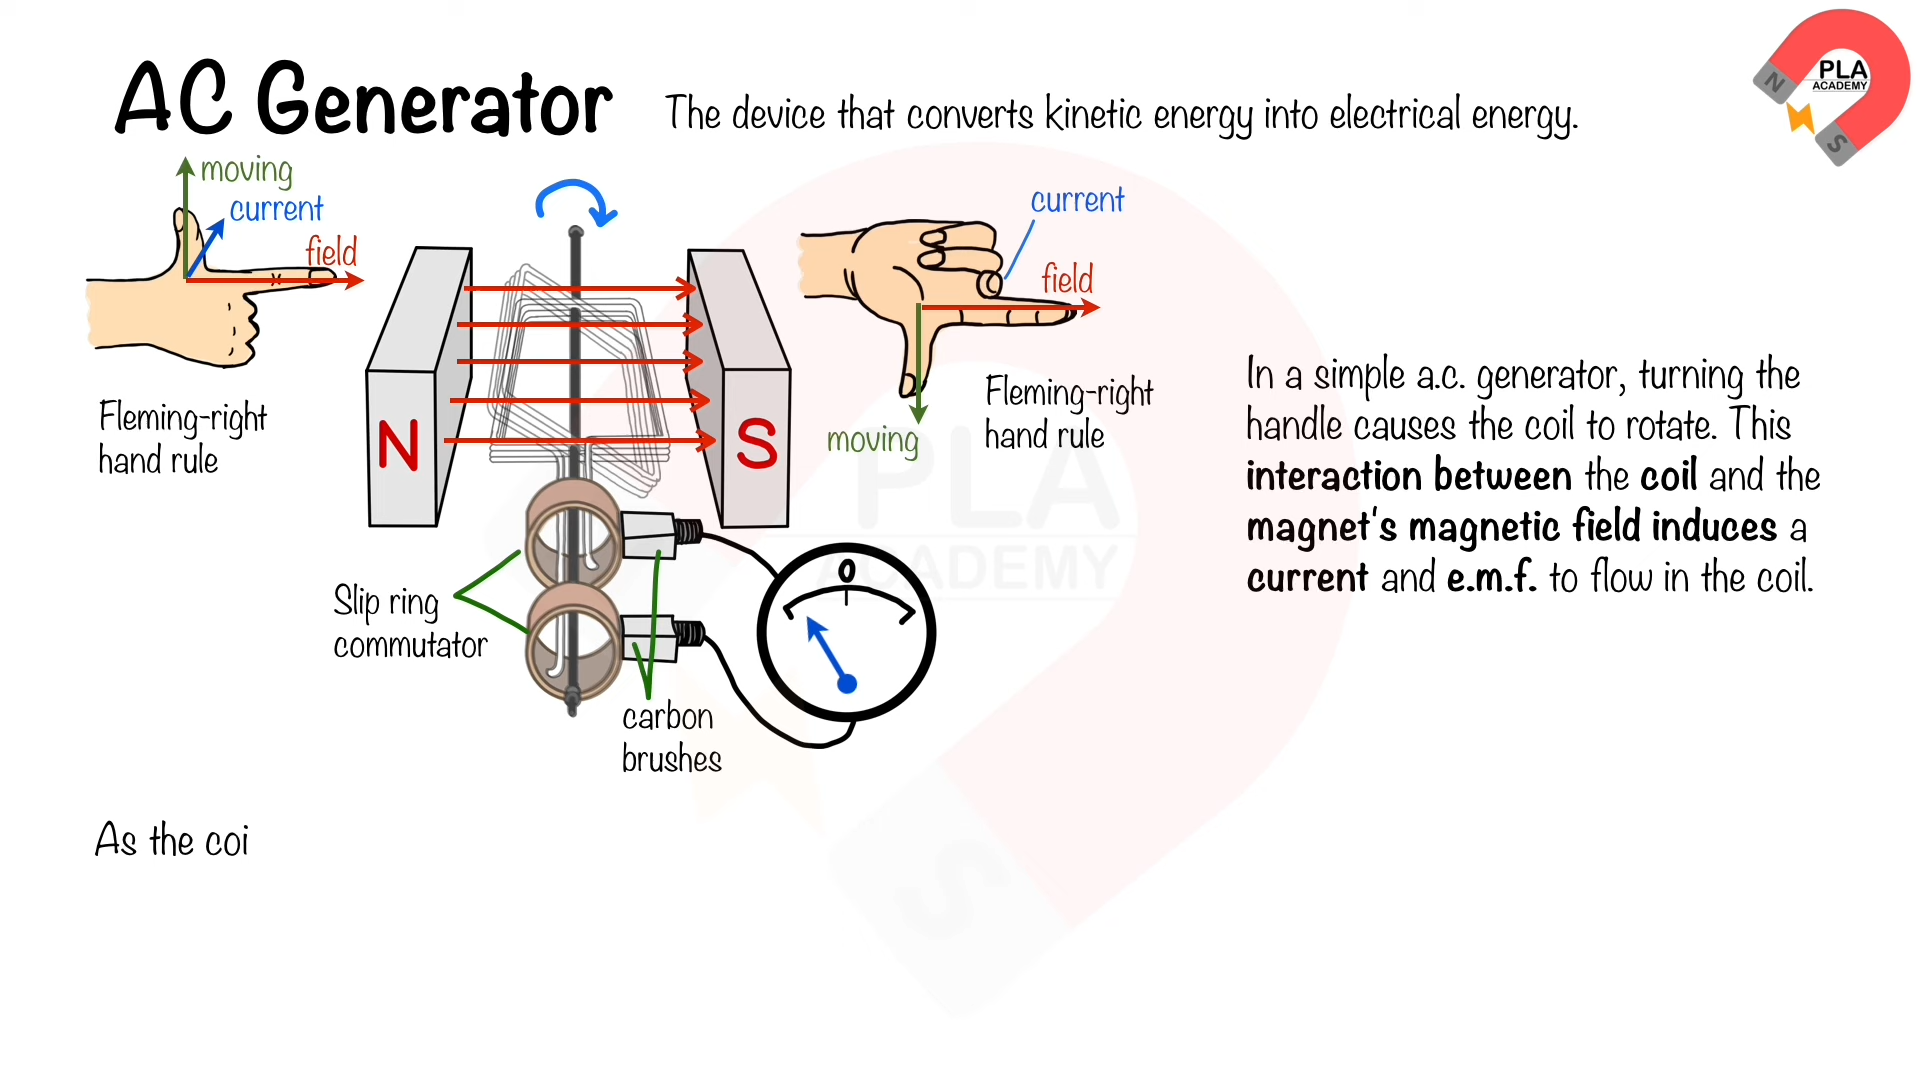 AC Generator
The device that converts kinetic energy into electrical energy.
N
PLA
ACADEMY
S
moving
current
field
Fleming-right
hand rule
N
S
current
field
moving
Fleming-right
hand rule
In a simple a.c. generator, turning the
handle causes the coil to rotate. This
interaction between the coil and the
magnet's magnetic field induces a
current and e.m.f. to flow in the coil.
PLA
ACADEMY
S
Slip ring
commutator
0
carbon
brushes
As the coi